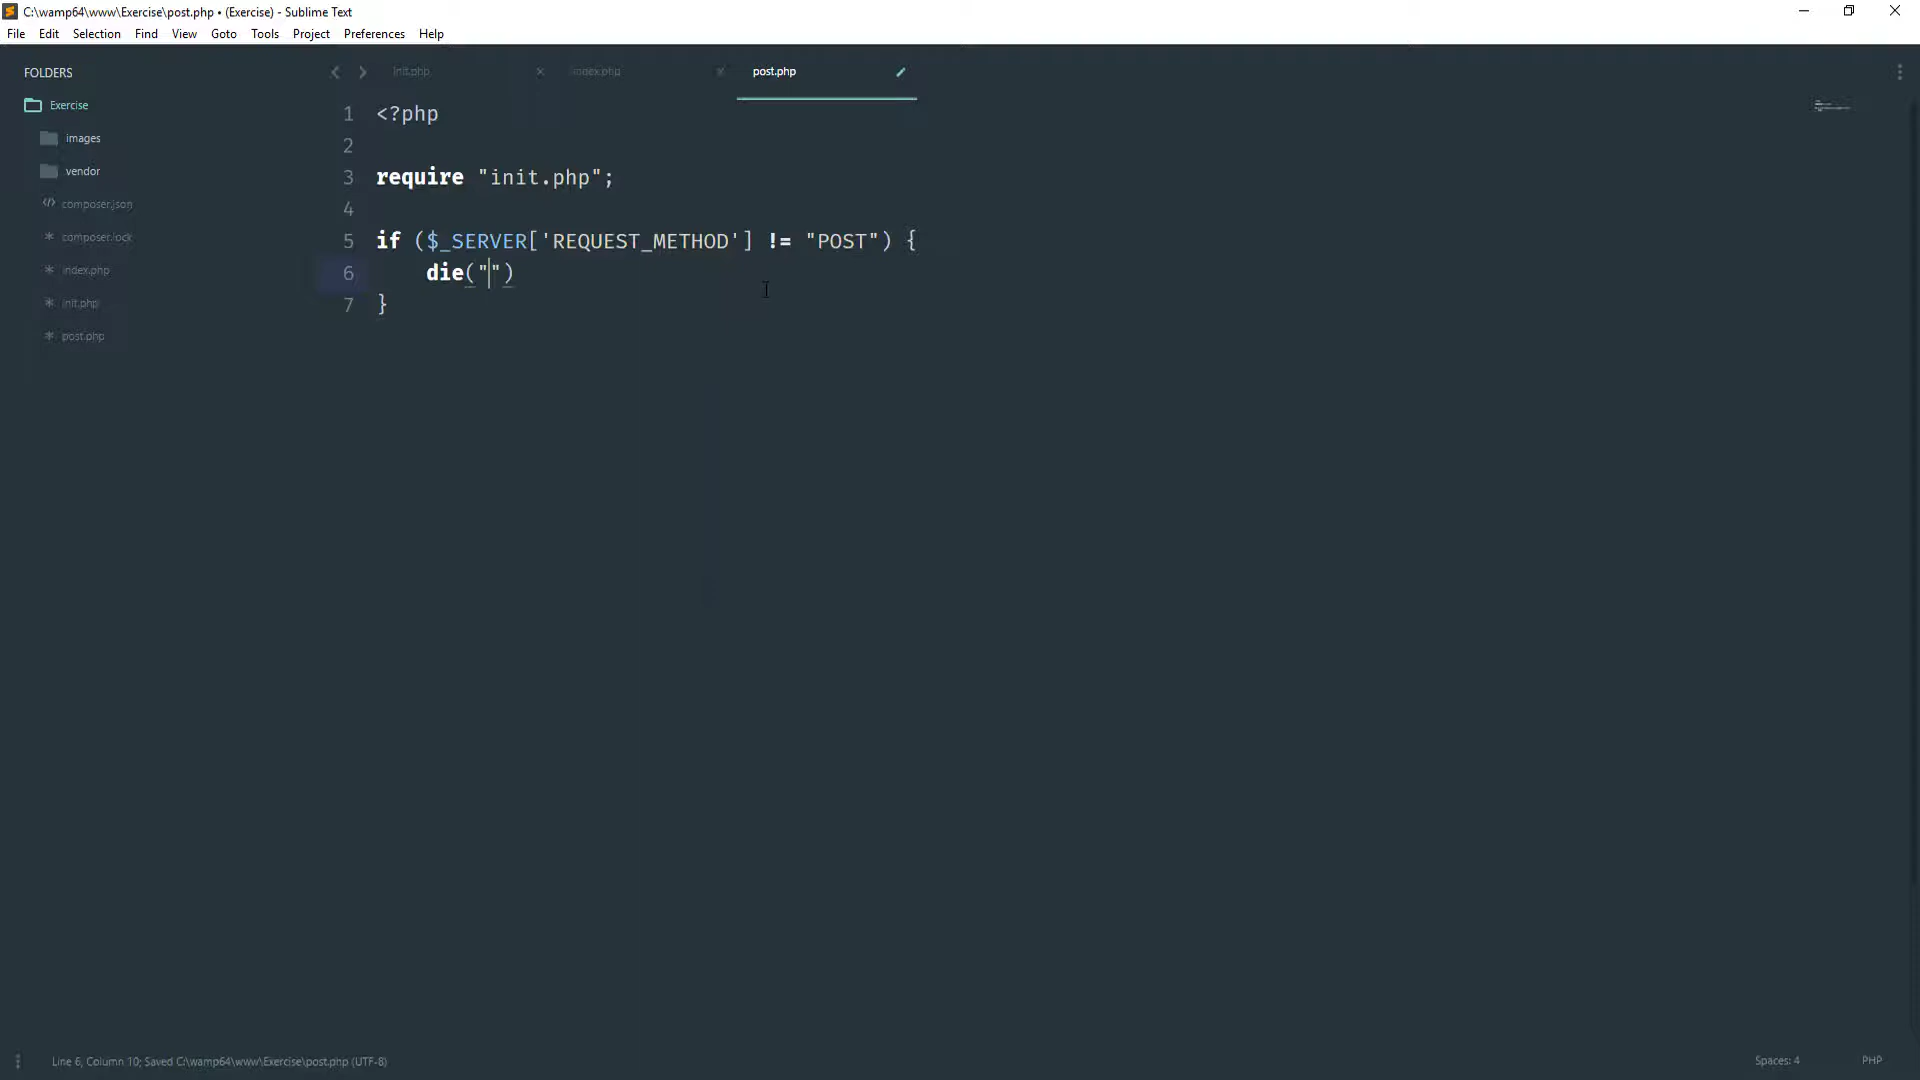 C:\wamp64\www\Exercise\post.php • (Exercise) - Sublime Text
File Edit Selection Find View Goto Tools Project Preferences Help
FOLDERS
Exercise
images
vendor
composer.json
composer.lock
index.php
init.php
post.php
init.php index.php post.php
1 <?php
2
3 require "init.php";
4
5 if ($_SERVER['REQUEST_METHOD'] != "POST") {
6 die("")
7 }
Line 6, Column 10; Saved C:\wamp64\www\Exercise\post.php (UTF-8)
Spaces: 4
PHP